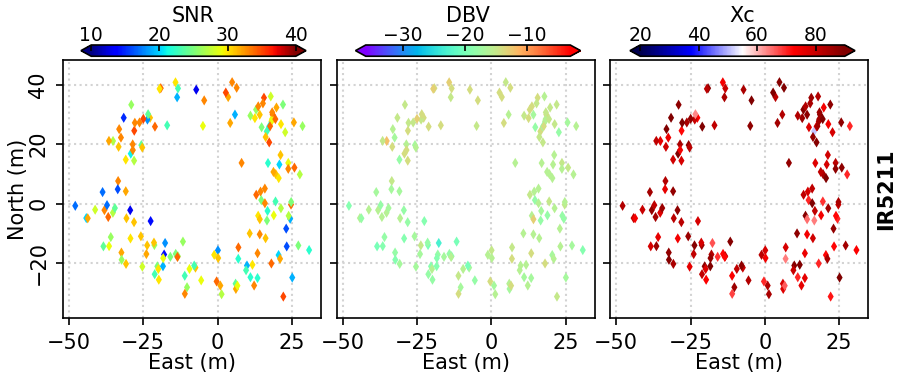 SNR DBV Xc
10 20 30 40 −30 −20 −10 20 40 60 80
40
20
0
−20
North (m)
IR5211
−50 −25 0 25 −50 −25 0 25 −50 −25 0 25
East (m) East (m) East (m)